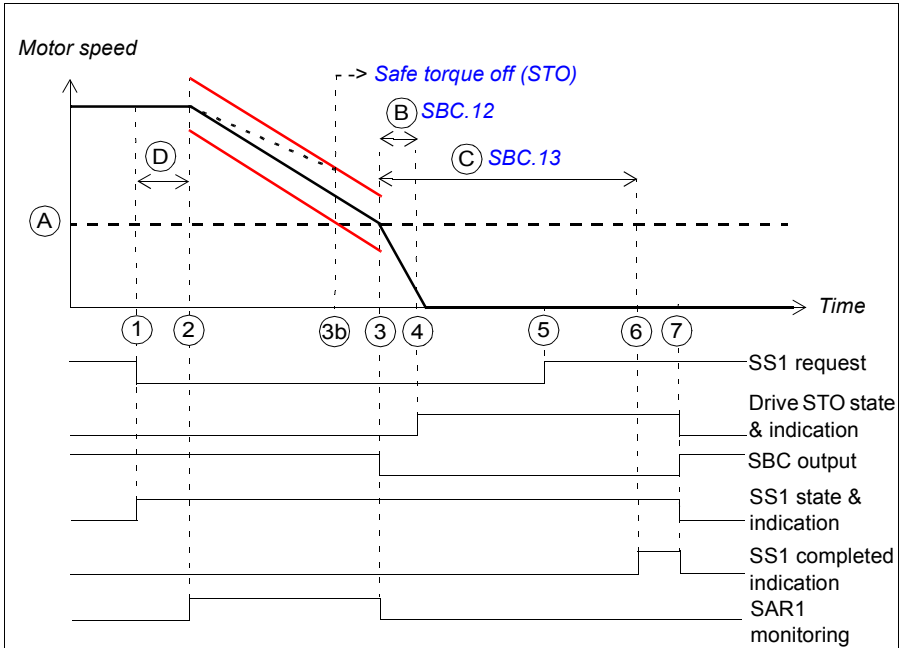 Motor speed
--> Safe torque off (STO)
B SBC.12
D
C SBC.13
A
Time
1 2 3b 3 4 5 6 7
SS1 request
Drive STO state
& indication
SBC output
SS1 state &
indication
SS1 completed
indication
SAR1
monitoring